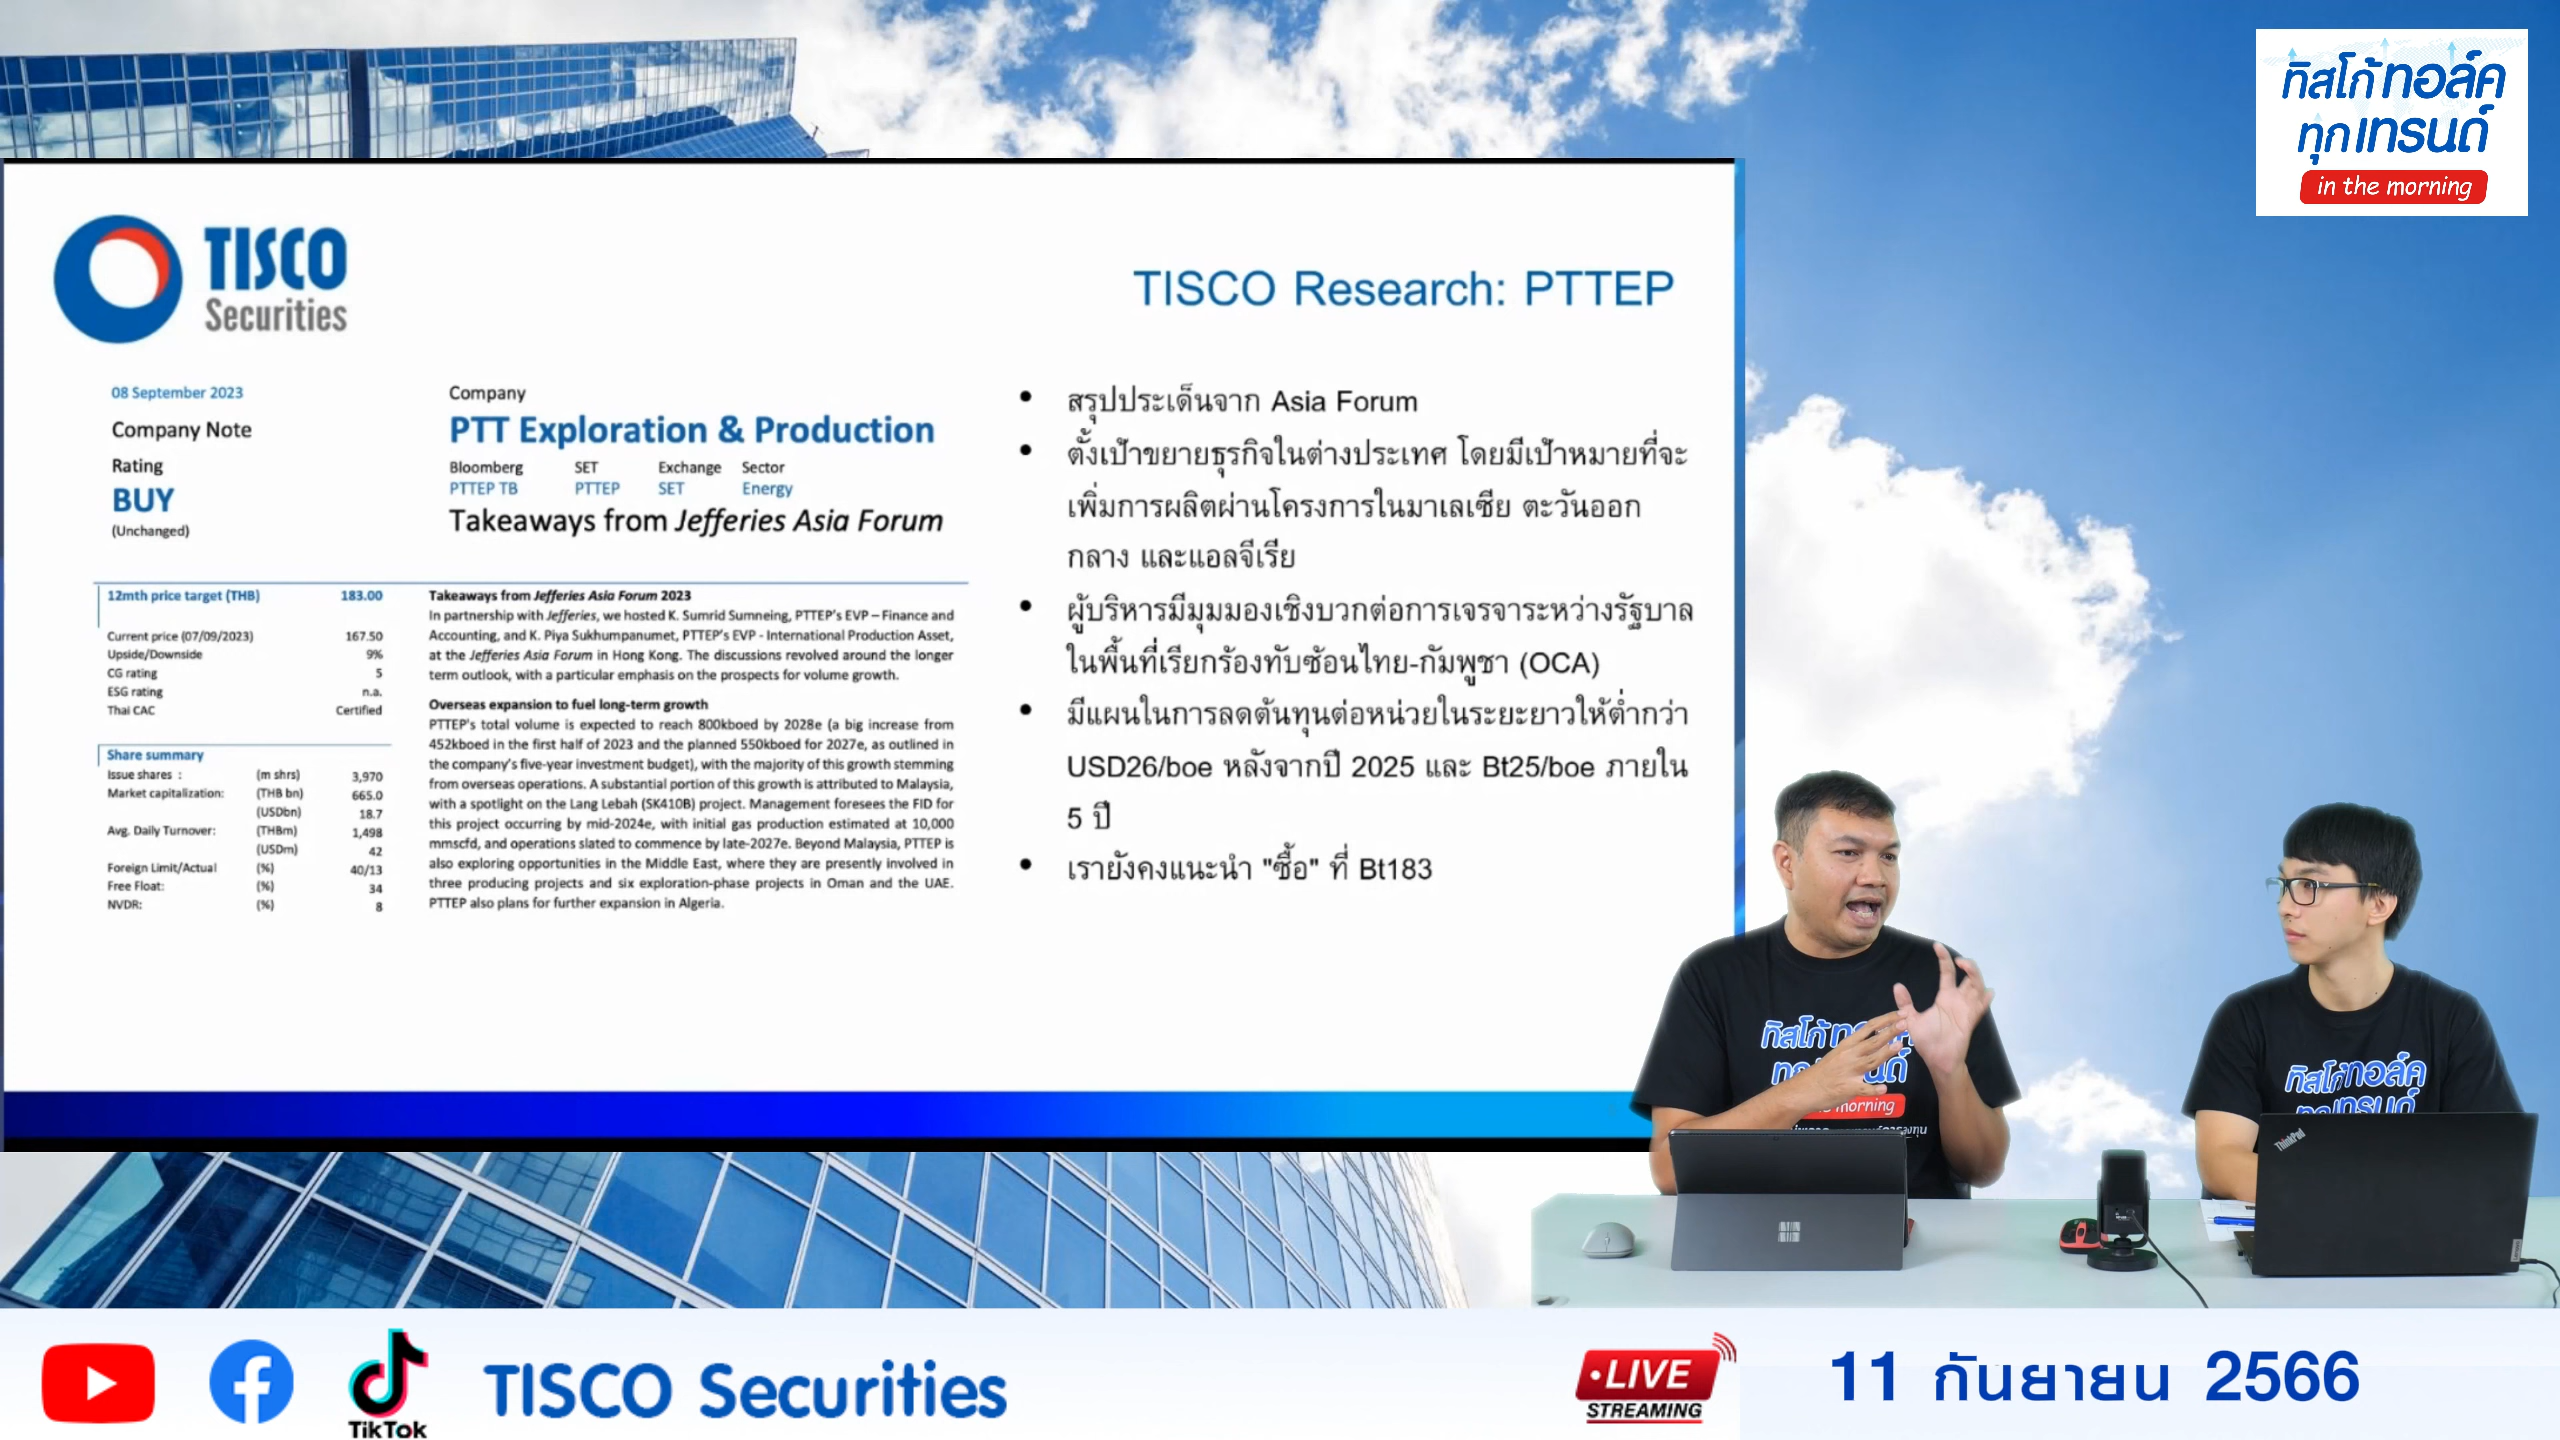 ทิสโก้ทอล์ค
ทุกเทรนด์
in the morning
TISCO
Securities
TISCO Research: PTTEP
08 September 2023
Company Note
Rating
BUY
(Unchanged)
Company
PTT Exploration & Production
Bloomberg SET Exchange Sector
PTTEP TB PTTEP SET Energy
Takeaways from Jefferies Asia Forum
12mth price target (THB) 183.00
Current price (07/09/2023) 167.50
Upside/Downside 9%
CG rating 5
ESG rating n.a.
Thai CAC Certified
Share summary
Issue shares : (m shrs) 3,970
Market capitalization: (THB bn) 665.0
(USDbn) 18.7
Avg. Daily Turnover: (THBm) 1,498
(USDm) 42
Foreign Limit/Actual (%) 40/13
Free Float: (%) 34
NVDR: (%) 8
Takeaways from Jefferies Asia Forum 2023
In partnership with Jefferies, we hosted K. Sumrid Sumneing, PTTEP's EVP – Finance and
Accounting, and K. Piya Sukhumpanumet, PTTEP's EVP - International Production Asset,
at the Jefferies Asia Forum in Hong Kong. The discussions revolved around the longer
term outlook, with a particular emphasis on the prospects for volume growth.
Overseas expansion to fuel long-term growth
PTTEP's total volume is expected to reach 800kboed by 2028e (a big increase from
452kboed in the first half of 2023 and the planned 550kboed for 2027e, as outlined in
the company's five-year investment budget), with the majority of this growth stemming
from overseas operations. A substantial portion of this growth is attributed to Malaysia,
with a spotlight on the Lang Lebah (SK410B) project. Management foresees the FID for
this project occurring by mid-2024e, with initial gas production estimated at 10,000
mmscfd, and operations slated to commence by late-2027e. Beyond Malaysia, PTTEP is
also exploring opportunities in the Middle East, where they are presently involved in
three producing projects and six exploration-phase projects in Oman and the UAE.
PTTEP also plans for further expansion in Algeria.
• สรุปประเด็นจาก Asia Forum
• ตั้งเป้าขยายธุรกิจในต่างประเทศ โดยมีเป้าหมายที่จะ
เพิ่มการผลิตผ่านโครงการในมาเลเซีย ตะวันออก
กลาง และแอลจีเรีย
• ผู้บริหารมีมุมมองเชิงบวกต่อการเจรจาระหว่างรัฐบาล
ในพื้นที่เรียกร้องทับซ้อนไทย-กัมพูชา (OCA)
• มีแผนในการลดต้นทุนต่อหน่วยในระยะยาวให้ต่ำกว่า
USD26/boe หลังจากปี 2025 และ Bt25/boe ภายใน
5 ปี
• เรายังคงแนะนำ "ซื้อ" ที่ Bt183
ทิสโก้ทอล์ค
morning
ทิสโก้ทอล์ค
ทุกเทรนด์
ThinkPad
TikTok
TISCO Securities
LIVE
STREAMING
11 กันยายน 2566